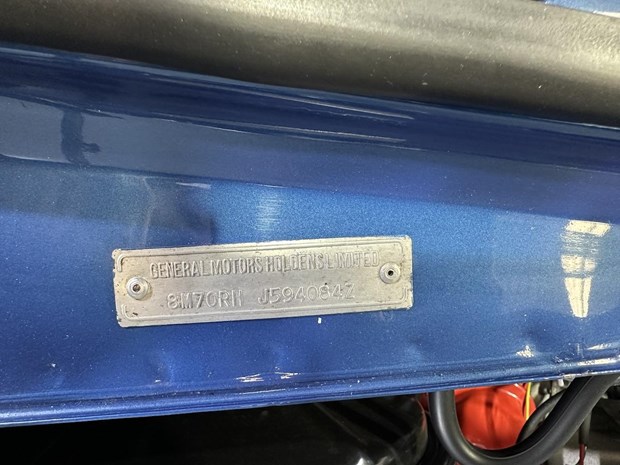 GENERAL MOTORS HOLDEN'S LIMITED
8M70RN J594064Z